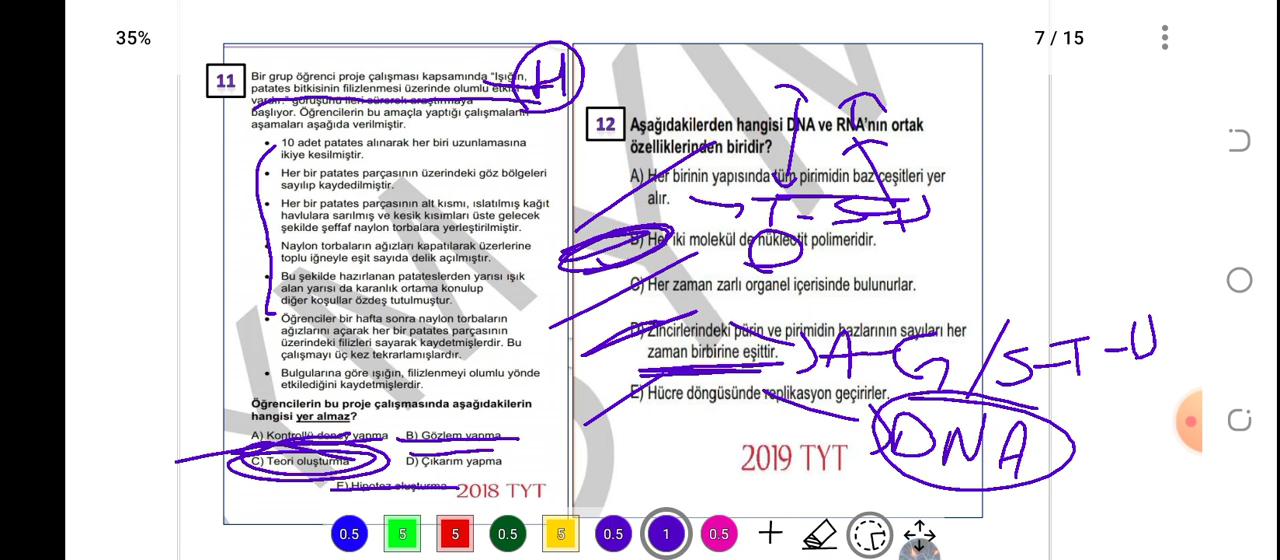 35%
7 / 15
11
Bir grup öğrenci proje çalışması kapsamında "Işığın,
patates bitkisinin filizlenmesi üzerinde olumlu etkisi
vardır." görüşünü ileri sürerek araştırmaya
başlıyor. Öğrencilerin bu amaçla yaptığı çalışmaların
aşamaları aşağıda verilmiştir.
• 10 adet patates alınarak her biri uzunlamasına
ikiye kesilmiştir.
• Her bir patates parçasının üzerindeki göz bölgeleri
sayılıp kaydedilmiştir.
• Her bir patates parçasının alt kısmı, ıslatılmış kağıt
havlulara sarılmış ve kesik kısımları üste gelecek
şekilde şeffaf naylon torbalara yerleştirilmiştir.
Naylon torbaların ağızları kapatılarak üzerlerine
toplu iğneyle eşit sayıda delik açılmıştır.
• Bu şekilde hazırlanan patateslerden yarısı ışık
alan yarısı da karanlık ortama konulup
diğer koşullar özdeş tutulmuştur.
• Öğrenciler bir hafta sonra naylon torbaların
ağızlarını açarak her bir patates parçasının
üzerindeki filizleri sayarak kaydetmişlerdir. Bu
çalışmayı üç kez tekrarlamışlardır.
• Bulgularına göre ışığın, filizlenmeyi olumlu yönde
etkilediğini kaydetmişlerdir.
Öğrencilerin bu proje çalışmasında aşağıdakilerin
hangisi yer almaz?
A) Kontrollü deney yapma B) Gözlem yapma
C) Teori oluşturma D) Çıkarım yapma
E) Hipotez oluşturma 2018 TYT
H
12
Aşağıdakilerden hangisi DNA ve RNA'nın ortak
özelliklerinden biridir?
A) Her birinin yapısında tüm pirimidin baz çeşitleri yer
alır.
B) Her iki molekül de nükleotit polimeridir.
C) Her zaman zarlı organel içerisinde bulunurlar.
D) Zincirlerindeki pürin ve pirimidin bazlarının sayıları her
zaman birbirine eşittir.
A-G/S-T-U
E) Hücre döngüsünde replikasyon geçirirler.
DNA
2019 TYT
0.5 5 5 0.5 5 0.5 1 0.5